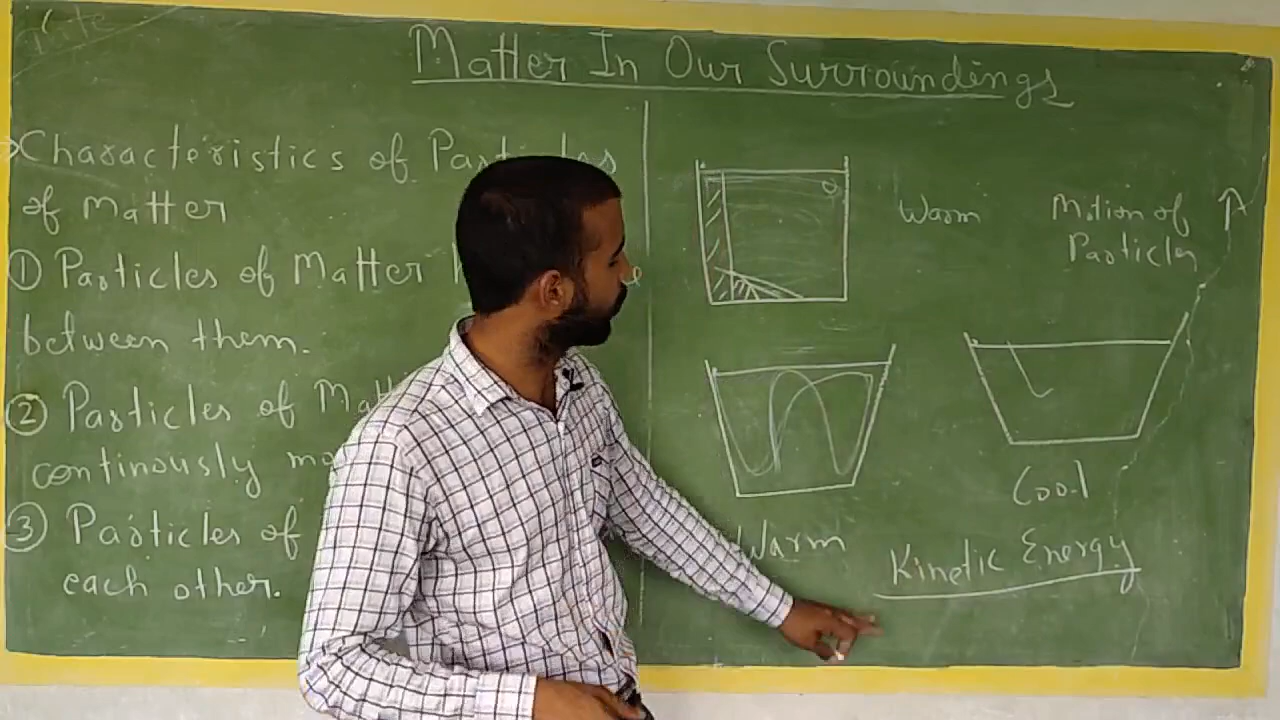 Matter In Our Surroundings
Characteristics of Particles
of Matter
① Particles of Matter
between them.
② Particles of
continously
③ Particles of
each other.
Warm
Motion of
Particles
Cool
Warm
Kinetic Energy